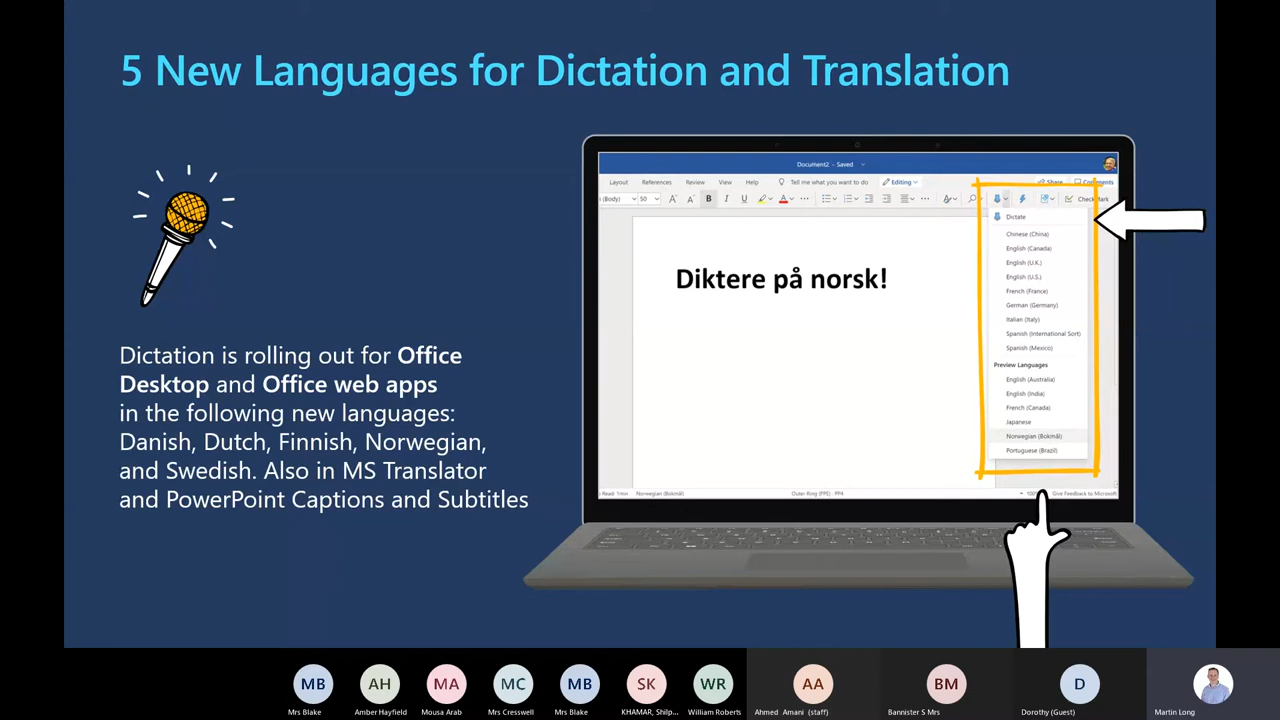 5 New Languages for Dictation and Translation
Document2 - Saved
Layout References Review View Help Tell me what you want to do Editing Share Comments
(Body) 50 B I U A
Dictate
Chinese (China)
English (Canada)
English (U.K.)
English (U.S.)
French (France)
German (Germany)
Italian (Italy)
Spanish (International Sort)
Spanish (Mexico)
Preview Languages
English (Australia)
English (India)
French (Canada)
Japanese
Norwegian (Bokmål)
Portuguese (Brazil)
Diktere på norsk!
Norwegian (Bokmål) Outer Ring (FPE) : PP4 Give Feedback to Microsoft
Dictation is rolling out for Office
Desktop and Office web apps
in the following new languages:
Danish, Dutch, Finnish, Norwegian,
and Swedish. Also in MS Translator
and PowerPoint Captions and Subtitles
MB AH MA MC MB SK WR AA BM D
Mrs Blake Amber Hayfield Mousa Arab Mrs Cresswell Mrs Blake KHAMAR, Shilp... William Roberts Ahmed Amani (staff) Bannister S Mrs Dorothy (Guest) Martin Long